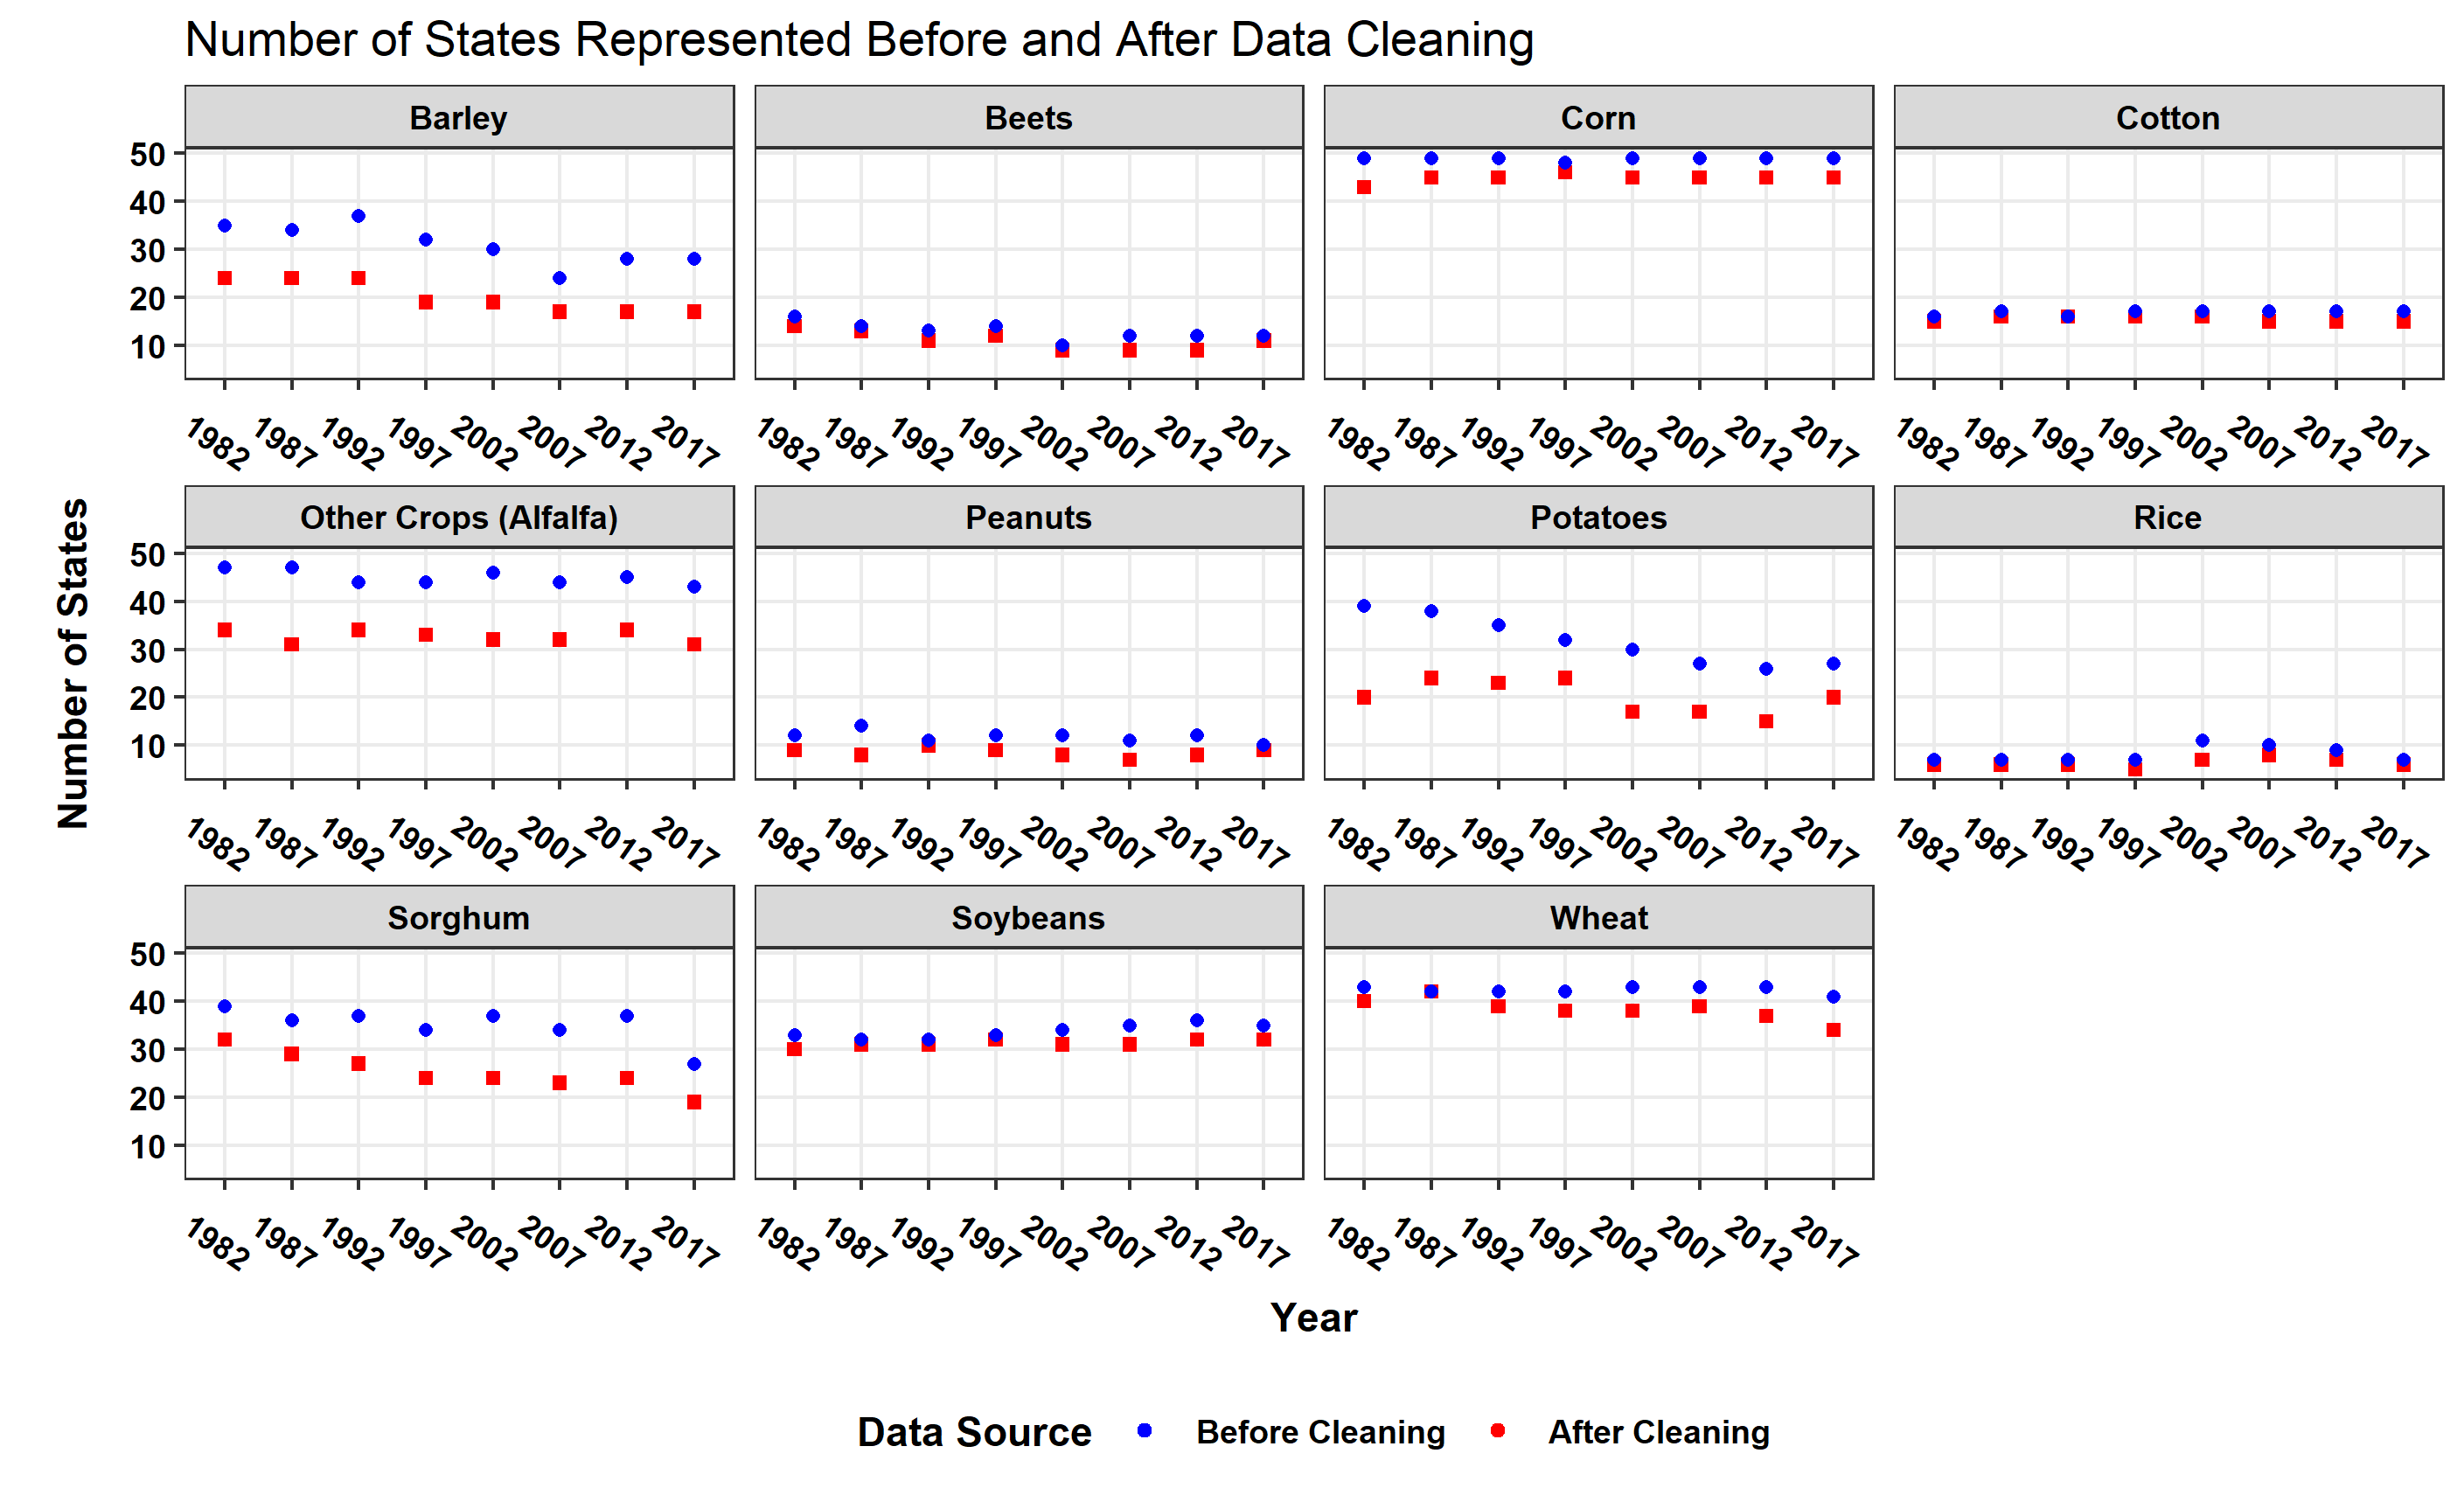 Number of States Represented Before and After Data Cleaning
Barley
Beets
Corn
Cotton
50
40
30
20
10
1982 1987 1992 1997 2002 2007 2012 2017
1982 1987 1992 1997 2002 2007 2012 2017
1982 1987 1992 1997 2002 2007 2012 2017
1982 1987 1992 1997 2002 2007 2012 2017
Number of States
Other Crops (Alfalfa)
Peanuts
Potatoes
Rice
50
40
30
20
10
1982 1987 1992 1997 2002 2007 2012 2017
1982 1987 1992 1997 2002 2007 2012 2017
1982 1987 1992 1997 2002 2007 2012 2017
1982 1987 1992 1997 2002 2007 2012 2017
Sorghum
Soybeans
Wheat
50
40
30
20
10
1982 1987 1992 1997 2002 2007 2012 2017
1982 1987 1992 1997 2002 2007 2012 2017
1982 1987 1992 1997 2002 2007 2012 2017
Year
Data Source Before Cleaning After Cleaning